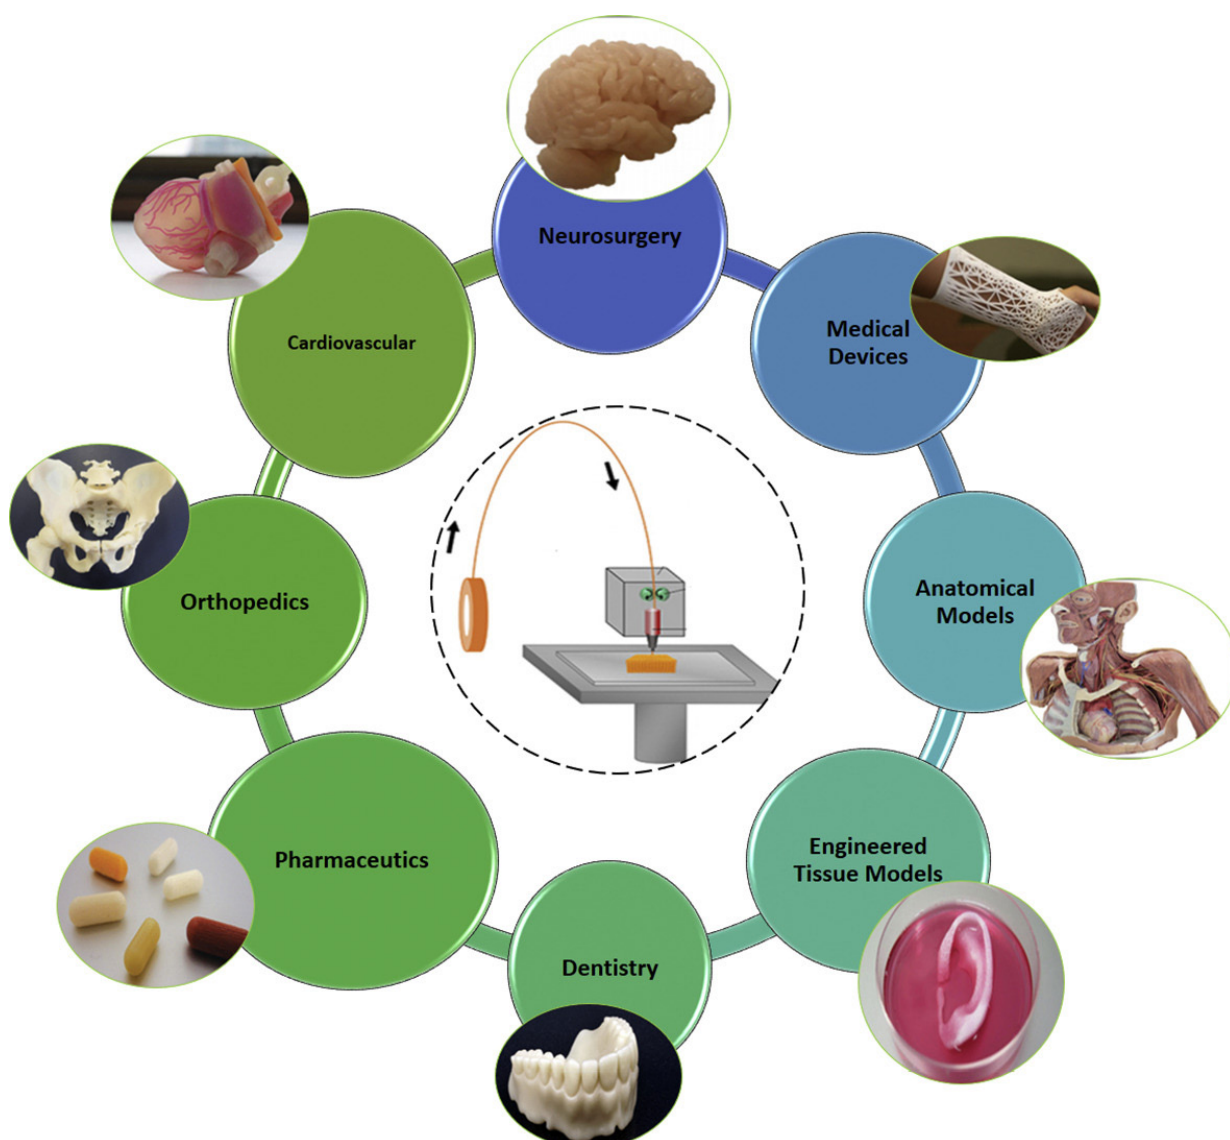 Neurosurgery
Medical
Devices
Anatomical
Models
Engineered
Tissue Models
Dentistry
Pharmaceutics
Orthopedics
Cardiovascular